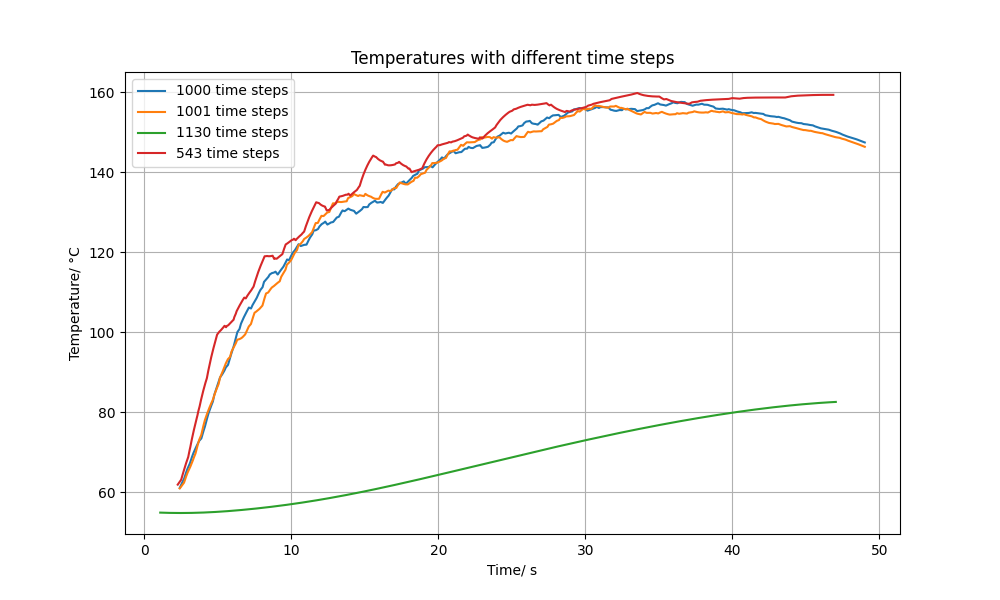 Temperatures with different time steps
1000 time steps
1001 time steps
1130 time steps
543 time steps
160
140
120
100
80
60
Temperature/ °C
0 10 20 30 40 50
Time/ s